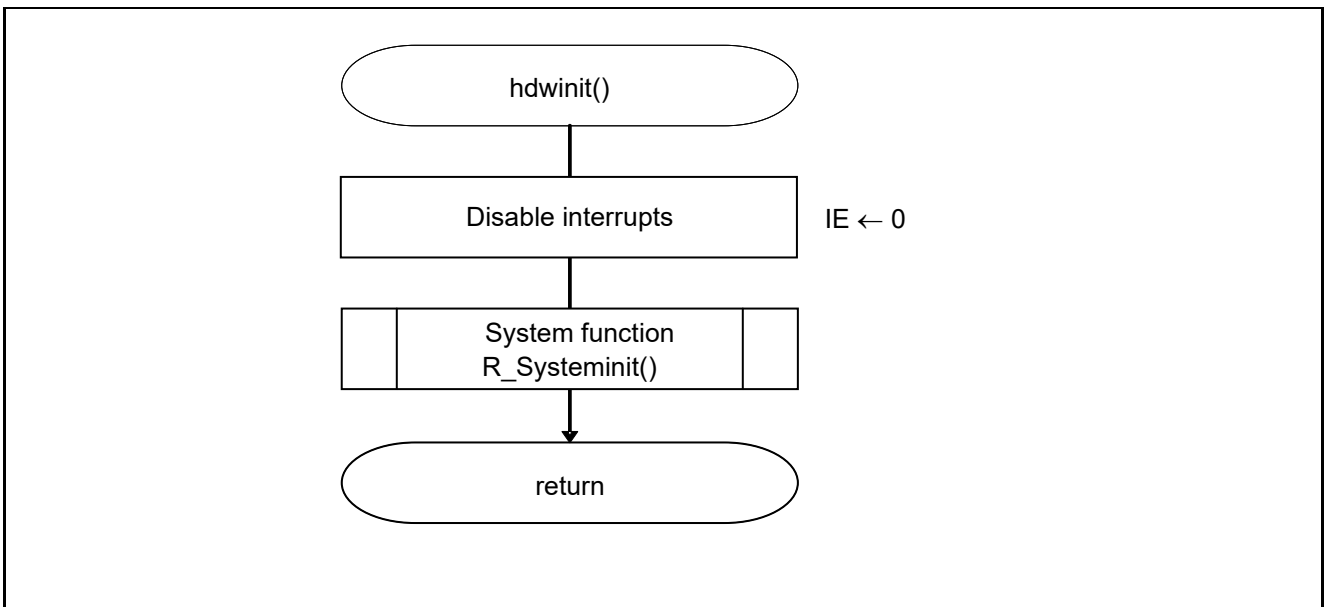 hdwinit()
Disable interrupts
IE ← 0
System function
R_Systeminit()
return